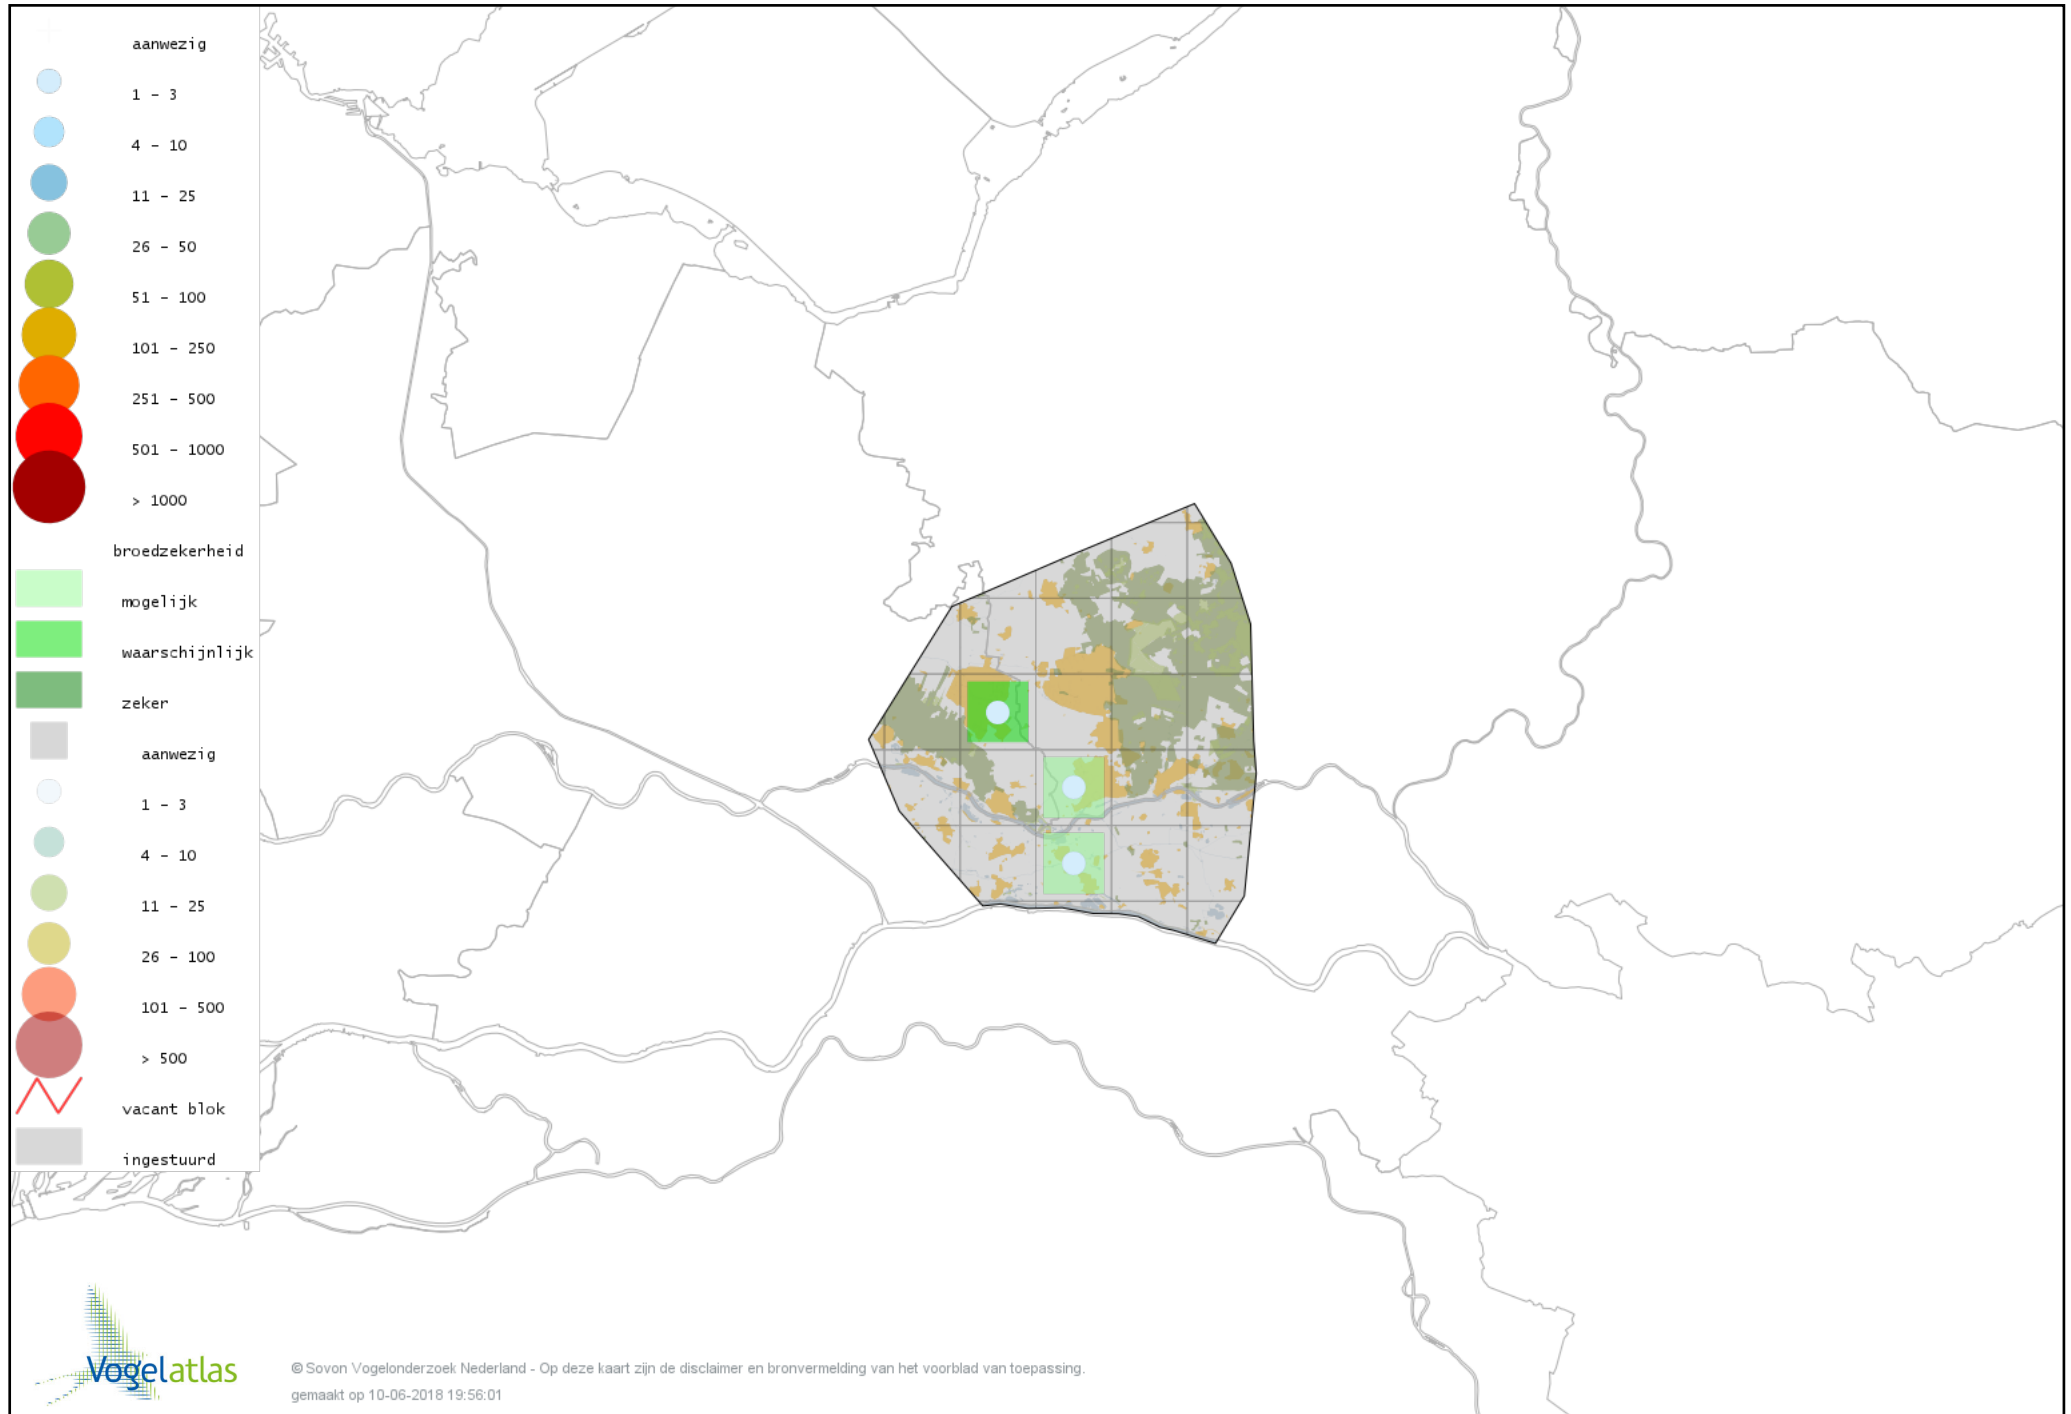 aanwezig
1 - 3
4 - 10
11 - 25
26 - 50
51 - 100
101 - 250
251 - 500
501 - 1000
> 1000
broedzekerheid
mogelijk
waarschijnlijk
zeker
aanwezig
1 - 3
4 - 10
11 - 25
26 - 100
101 - 500
> 500
vacant blok
ingestuurd
Vogelatlas
© Sovon Vogelonderzoek Nederland - Op deze kaart zijn de disclaimer en bronvermelding van het voorblad van toepassing.
gemaakt op 10-06-2018 19:56:01